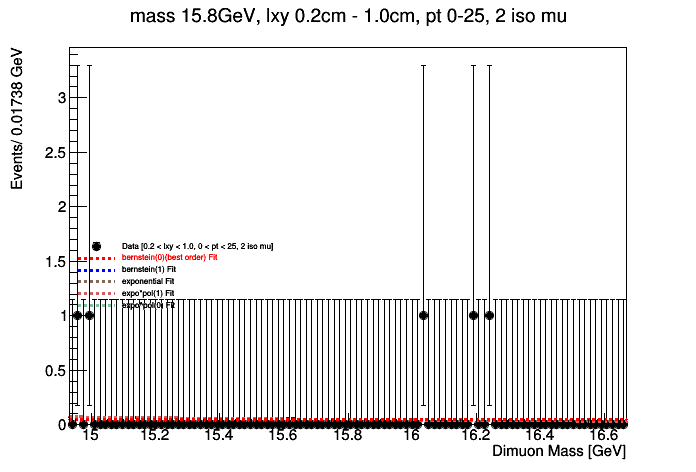 mass 15.8GeV, lxy 0.2cm - 1.0cm, pt 0-25, 2 iso mu
Events/ 0.01738 GeV
3
2.5
2
1.5
1
0.5
0
Data [0.2 < lxy < 1.0, 0 < pt < 25, 2 iso mu]
bernstein(0)(best order) Fit
bernstein(1) Fit
exponential Fit
expo*pol(1) Fit
expo*pol(0) Fit
15 15.2 15.4 15.6 15.8 16 16.2 16.4 16.6
Dimuon Mass [GeV]